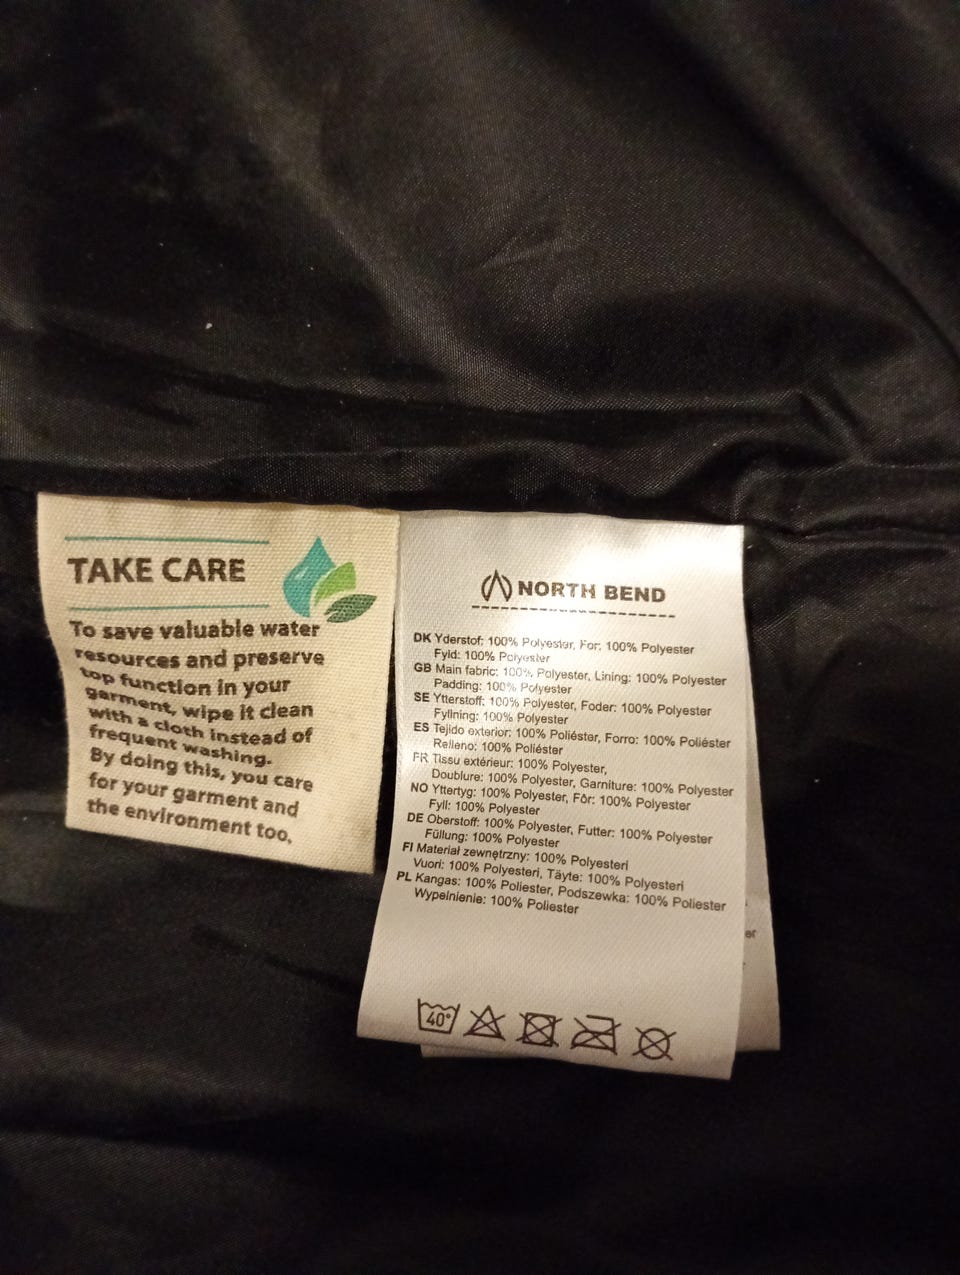 TAKE CARE
To save valuable water
resources and preserve
top function in your
garment, wipe it clean
with a cloth instead of
frequent washing.
By doing this, you care
for your garment and
the environment too,
NORTH BEND
DK Yderstof: 100% Polyester, For: 100% Polyester
Fyld: 100% Polyester
GB Main fabric: 100% Polyester, Lining: 100% Polyester
Padding: 100% Polyester
SE Ytterstoff: 100% Polyester, Foder: 100% Polyester
Fyllning: 100% Polyester
ES Tejido exterior: 100% Poliéster, Forro: 100% Poliéster
Relleno: 100% Poliéster
FR Tissu extérieur: 100% Polyester,
Doublure: 100% Polyester, Garniture: 100% Polyester
NO Yttertyg: 100% Polyester, Fôr: 100% Polyester
Fyll: 100% Polyester
DE Oberstoff: 100% Polyester, Futter: 100% Polyester
Füllung: 100% Polyester
FI Materiał zewnętrzny: 100% Polyesteri
Vuori: 100% Polyesteri, Täyte: 100% Polyesteri
PL Kangas: 100% Poliester, Podszewka: 100% Poliester
Wypełnienie: 100% Poliester
40°